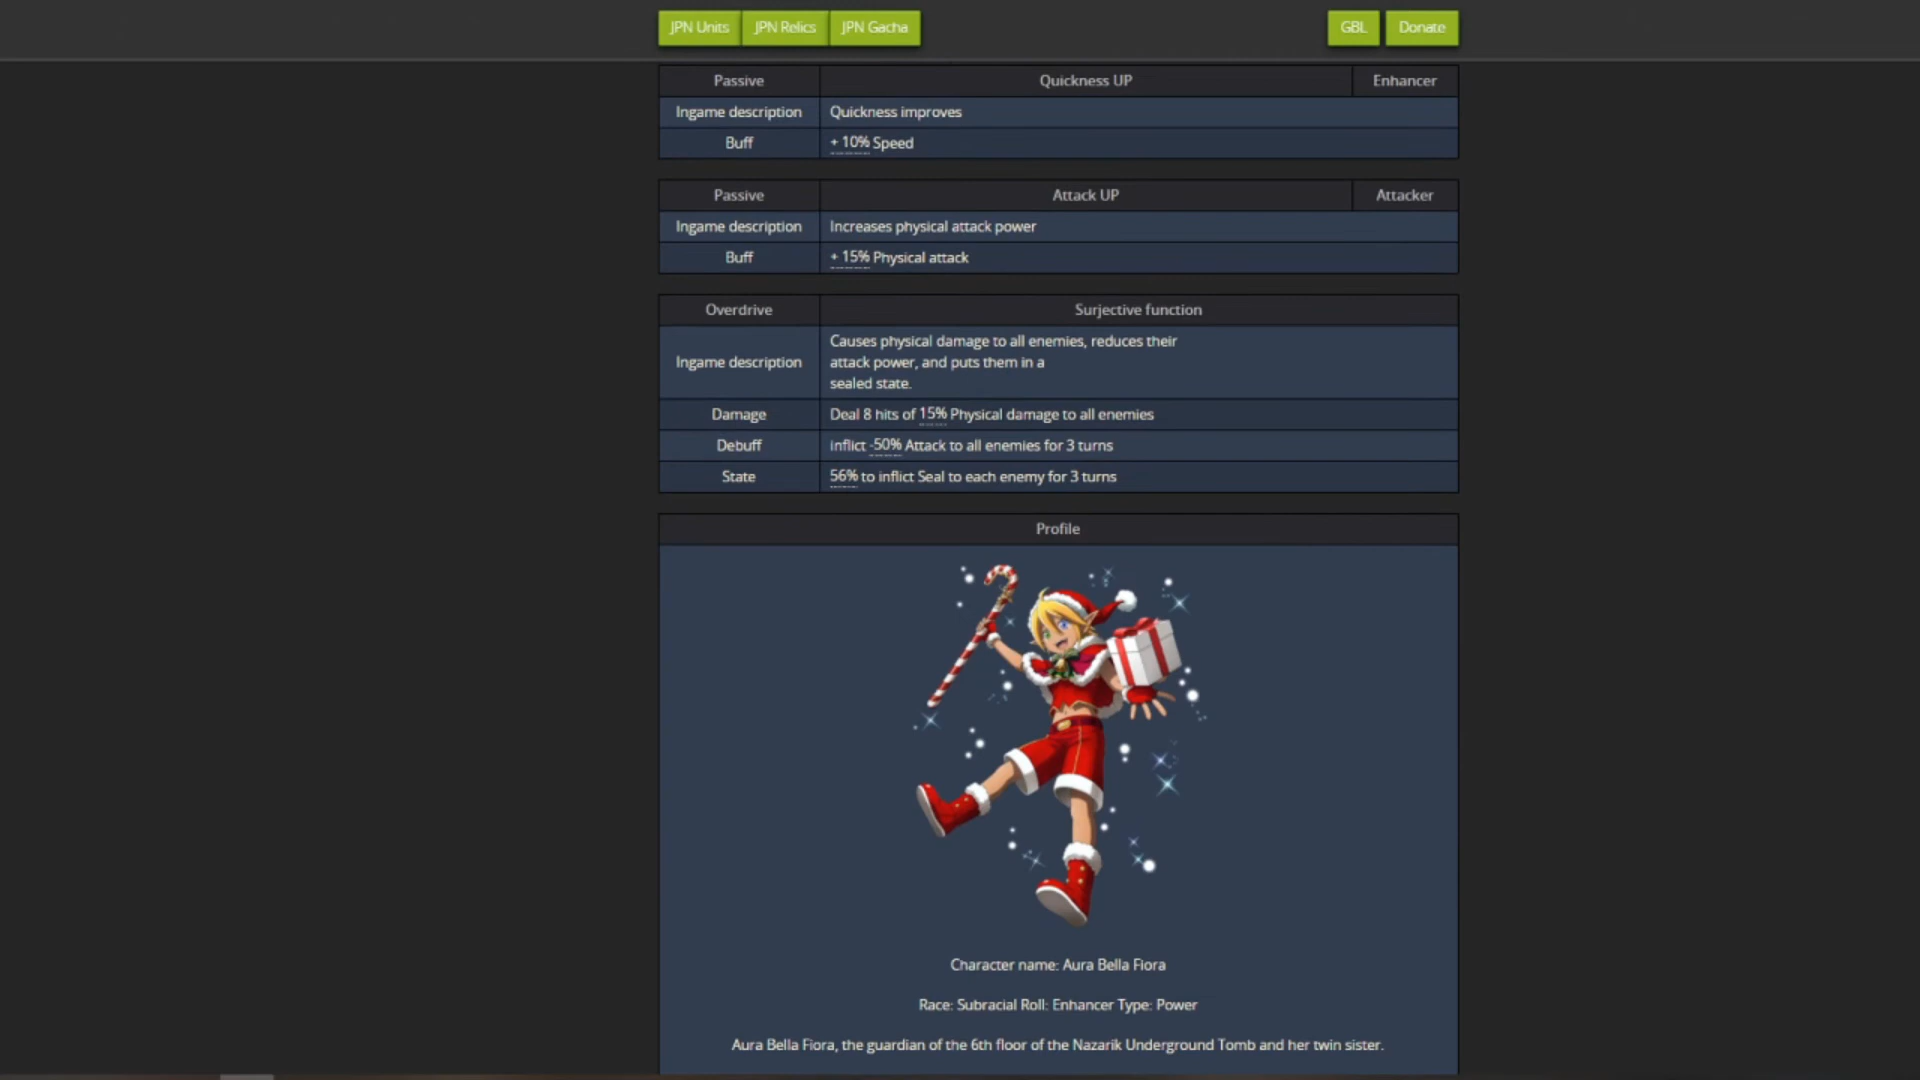 JPN Units JPN Relics JPN Gacha GBL Donate
Passive Quickness UP Enhancer
Ingame description Quickness improves
Buff + 10% Speed
Passive Attack UP Attacker
Ingame description Increases physical attack power
Buff + 15% Physical attack
Overdrive Surjective function
Ingame description
Causes physical damage to all enemies, reduces their
attack power, and puts them in a
sealed state.
Damage Deal 8 hits of 15% Physical damage to all enemies
Debuff inflict -50% Attack to all enemies for 3 turns
State 56% to inflict Seal to each enemy for 3 turns
Profile
Character name: Aura Bella Fiora
Race: Subracial Roll: Enhancer Type: Power
Aura Bella Fiora, the guardian of the 6th floor of the Nazarik Underground Tomb and her twin sister.